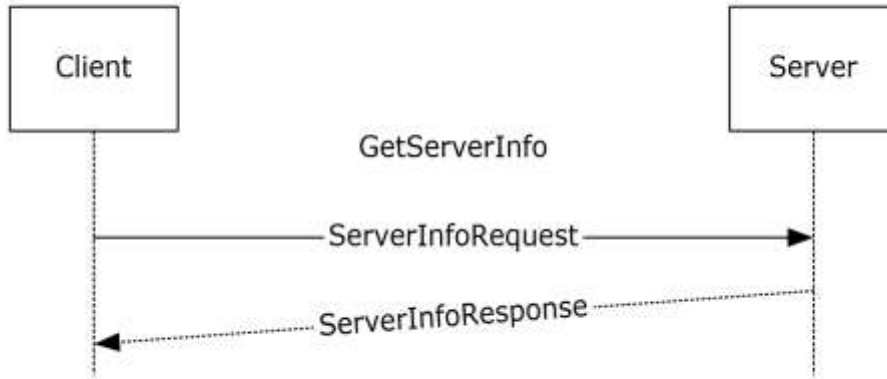 Client
Server
GetServerInfo
ServerInfoRequest
ServerInfoResponse